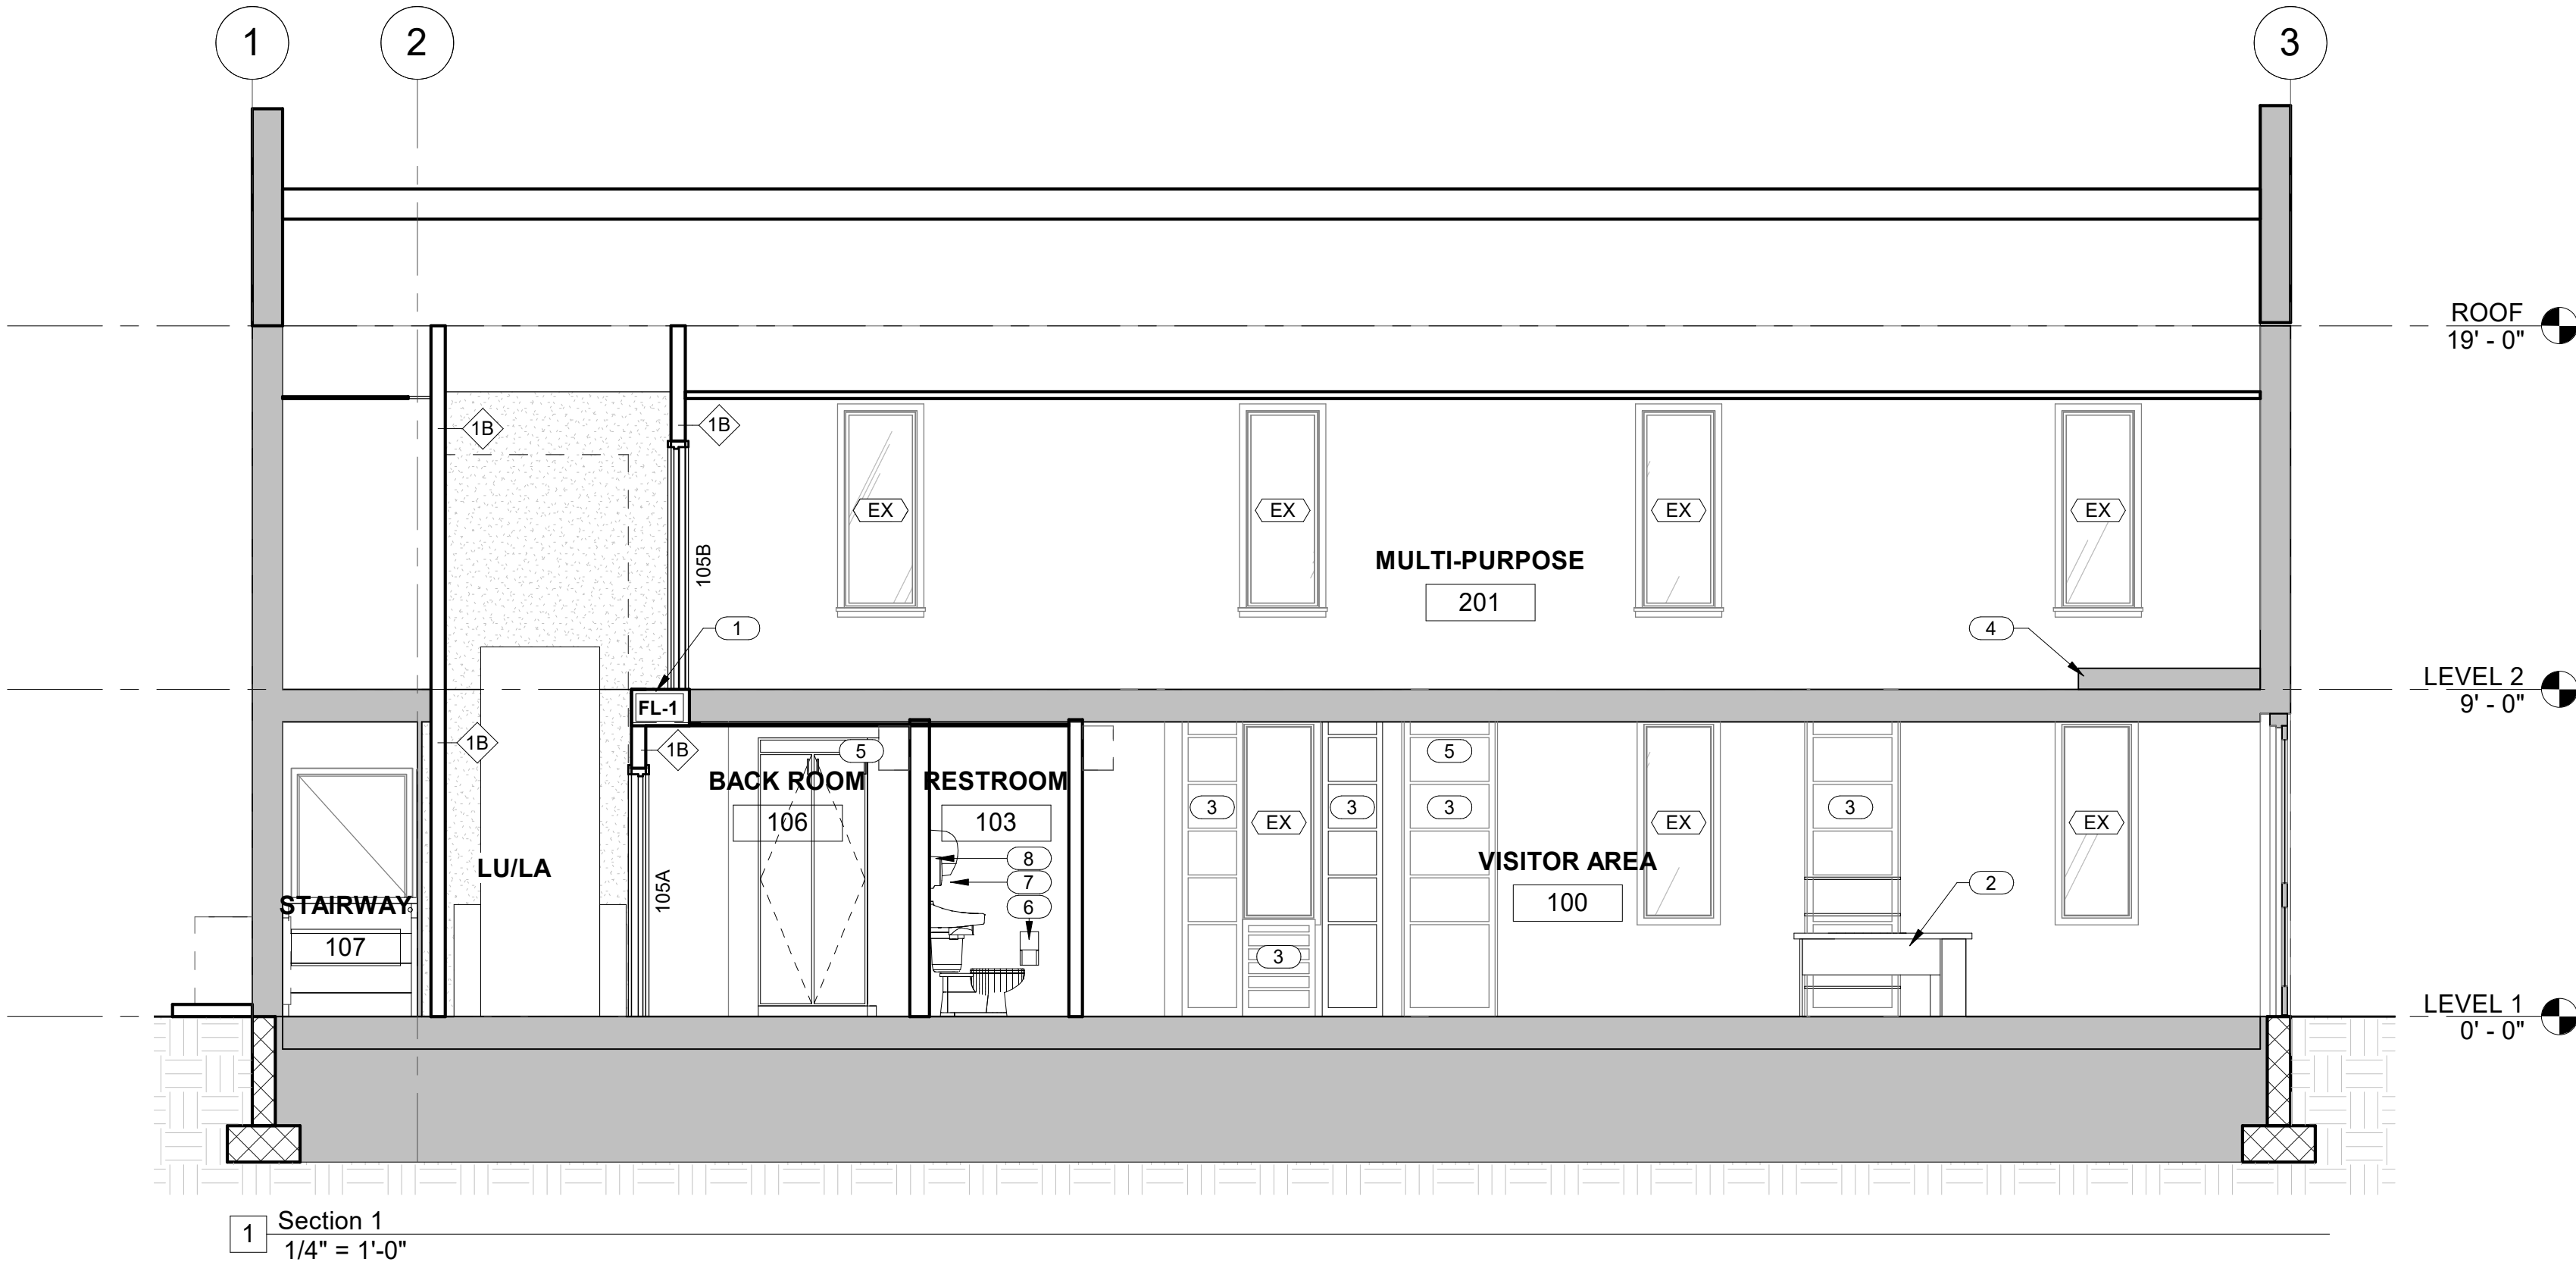 1
2
3
ROOF
19' - 0"
1B
1B
EX
EX
EX
EX
105B
MULTI-PURPOSE
201
1
4
LEVEL 2
9' - 0"
FL-1
1B
1B
5
5
BACK ROOM
106
RESTROOM
103
3
EX
3
3
EX
3
EX
8
7
6
LU/LA
105A
VISITOR AREA
100
2
STAIRWAY
107
3
LEVEL 1
0' - 0"
1
Section 1
1/4" = 1'-0"